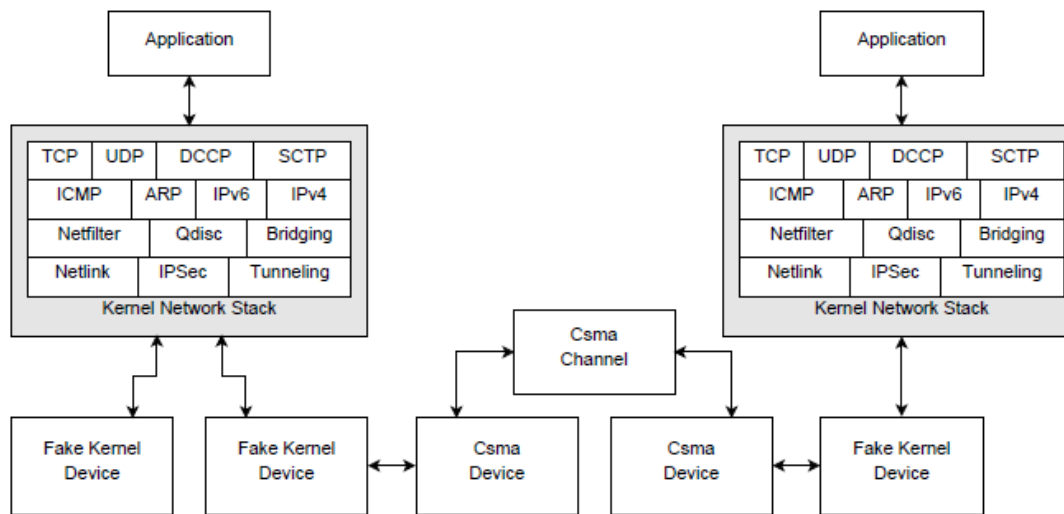 Application
Application
TCP UDP DCCP SCTP
ICMP ARP IPv6 IPv4
Netfilter Qdisc Bridging
Netlink IPSec Tunneling
Kernel Network Stack
TCP UDP DCCP SCTP
ICMP ARP IPv6 IPv4
Netfilter Qdisc Bridging
Netlink IPSec Tunneling
Kernel Network Stack
Csma
Channel
Fake Kernel
Device
Fake Kernel
Device
Csma
Device
Csma
Device
Fake Kernel
Device